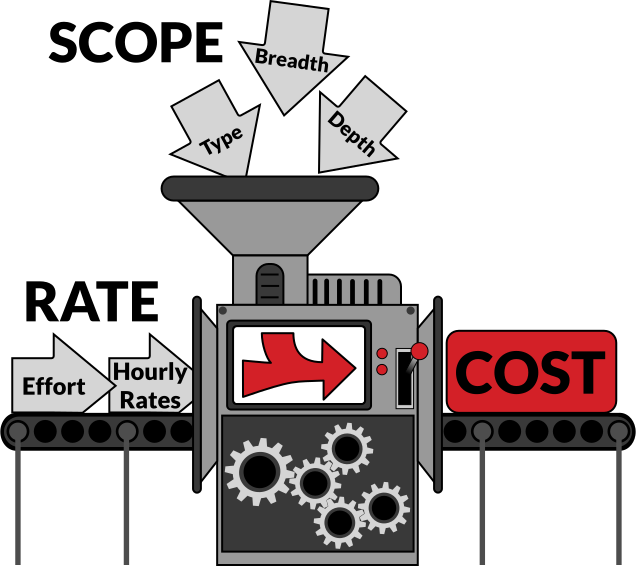 SCOPE
Breadth
Type
Depth
RATE
Effort
Hourly
Rates
COST